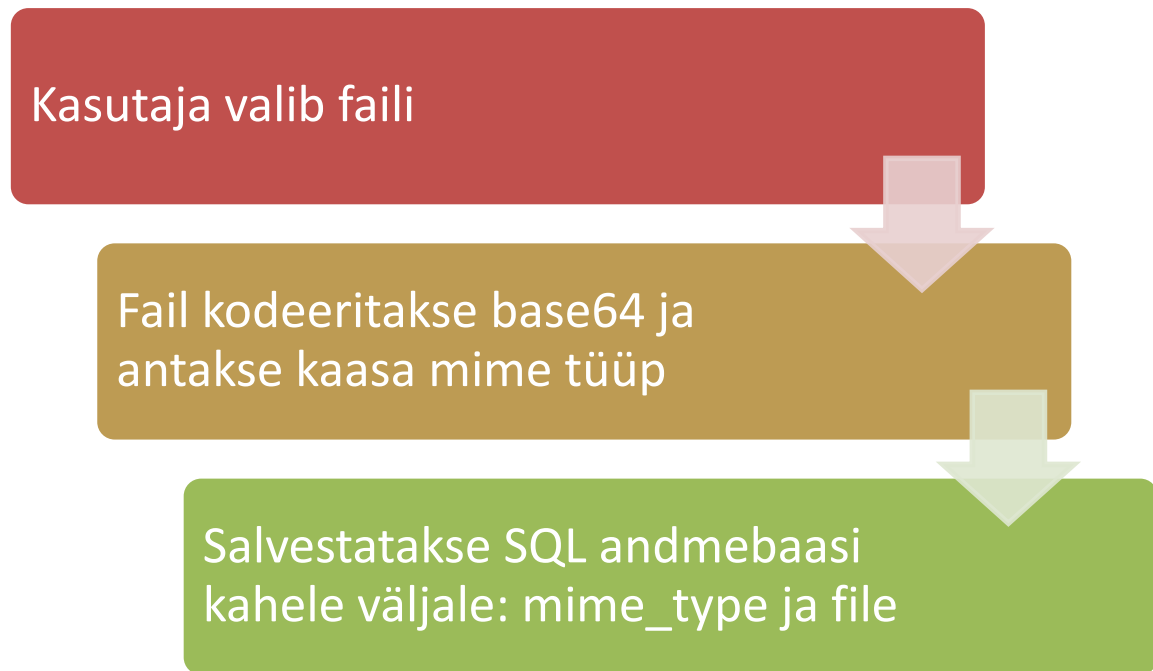 Kasutaja valib faili
Fail kodeeritakse base64 ja
antakse kaasa mime tüüp
Salvestatakse SQL andmebaasi
kahele väljale: mime_type ja file